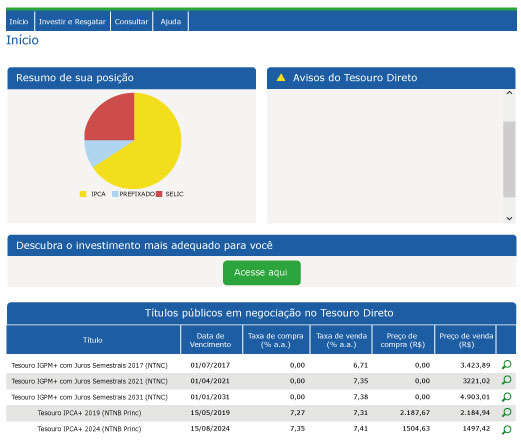 Início Investir e Resgatar Consultar Ajuda
Início
Resumo de sua posição
IPCA PREFIXADO SELIC
Avisos do Tesouro Direto
Descubra o investimento mais adequado para você
Acesse aqui
Títulos públicos em negociação no Tesouro Direto
Título Data de Vencimento Taxa de compra (% a.a.) Taxa de venda (% a.a.) Preço de compra (R$) Preço de venda (R$)
Tesouro IGPM+ com Juros Semestrais 2017 (NTNC) 01/07/2017 0,00 6,71 0,00 3.423,89
Tesouro IGPM+ com Juros Semestrais 2021 (NTNC) 01/04/2021 0,00 7,35 0,00 3221,02
Tesouro IGPM+ com Juros Semestrais 2031 (NTNC) 01/01/2031 0,00 7,38 0,00 4.903,01
Tesouro IPCA+ 2019 (NTNB Princ) 15/05/2019 7,27 7,31 2.187,67 2.184,94
Tesouro IPCA+ 2024 (NTNB Princ) 15/08/2024 7,35 7,41 1504,63 1497,42